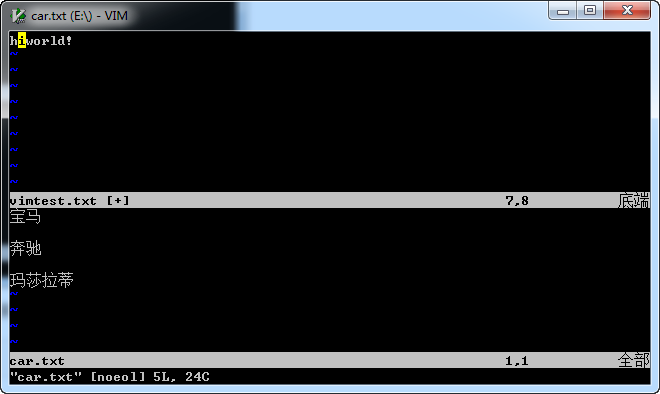 car.txt (E:\) - VIM
hiworld!
~
~
~
~
~
~
~
~
~
vimtest.txt [+] 7,8 底端
宝马
奔驰
玛莎拉蒂
~
~
~
~
car.txt 1,1 全部
"car.txt" [noeol] 5L, 24C